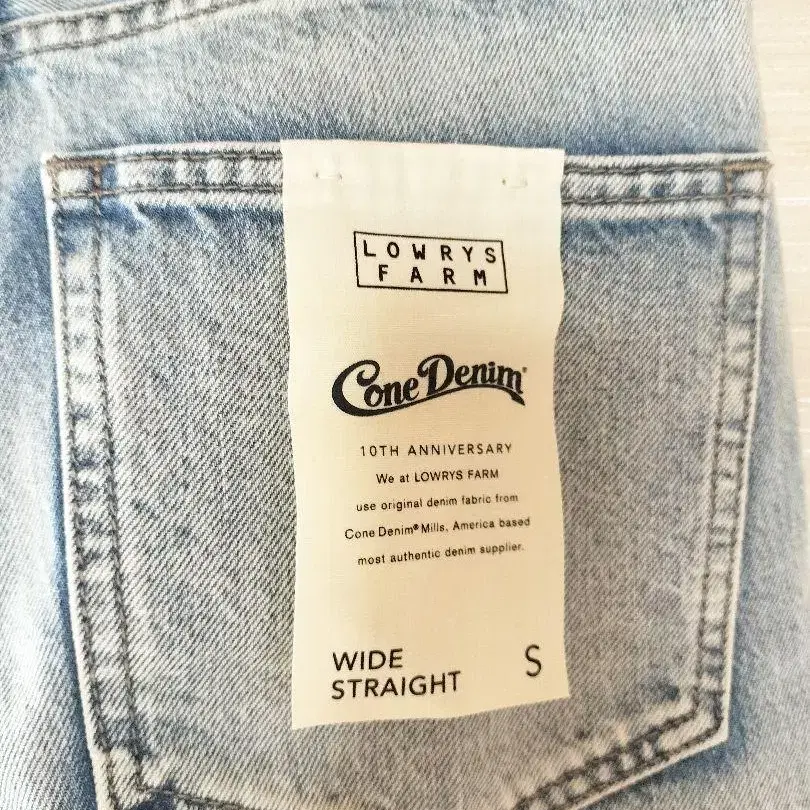 LOWRYS
FARM
Cone Denim®
10TH ANNIVERSARY
We at LOWRYS FARM
use original denim fabric from
Cone Denim® Mills, America based
most authentic denim supplier.
WIDE
STRAIGHT
S